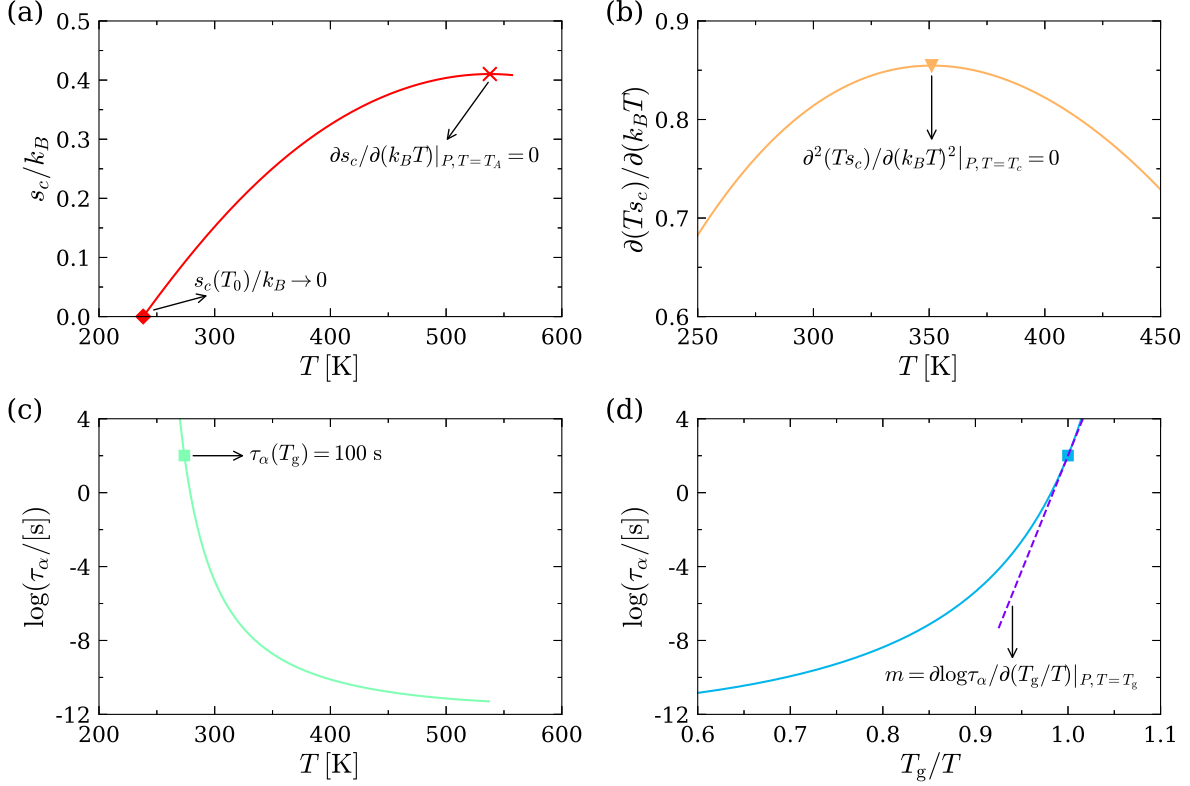 (a)
0.5
0.4
0.3
0.2
0.1
0.0
s_c/k_B
∂s_c/∂(k_BT)|_{P,T=T_A} = 0
s_c(T_0)/k_B → 0
200 300 400 500 600
T [K]
(b)
0.9
0.8
0.7
0.6
∂(Ts_c)/∂(k_BT)
∂²(Ts_c)/∂(k_BT)²|_{P,T=T_c} = 0
250 300 350 400 450
T [K]
(c)
4
0
-4
-8
-12
log(τ_α/[s])
τ_α(T_g) = 100 s
200 300 400 500 600
T [K]
(d)
4
0
-4
-8
-12
log(τ_α/[s])
m = ∂logτ_α/∂(T_g/T)|_{P,T=T_g}
0.6 0.7 0.8 0.9 1.0 1.1
T_g/T